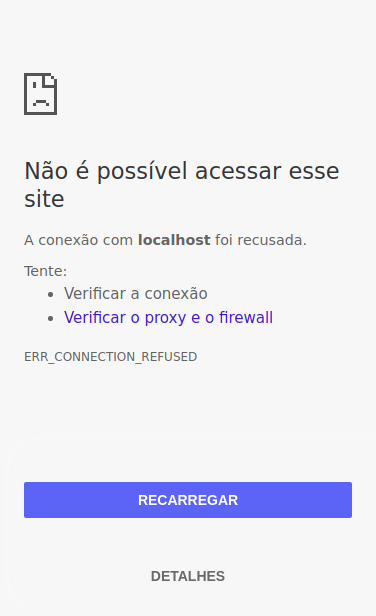 Não é possível acessar esse
site
A conexão com localhost foi recusada.
Tente:
Verificar a conexão
Verificar o proxy e o firewall
ERR_CONNECTION_REFUSED
RECARREGAR
DETALHES